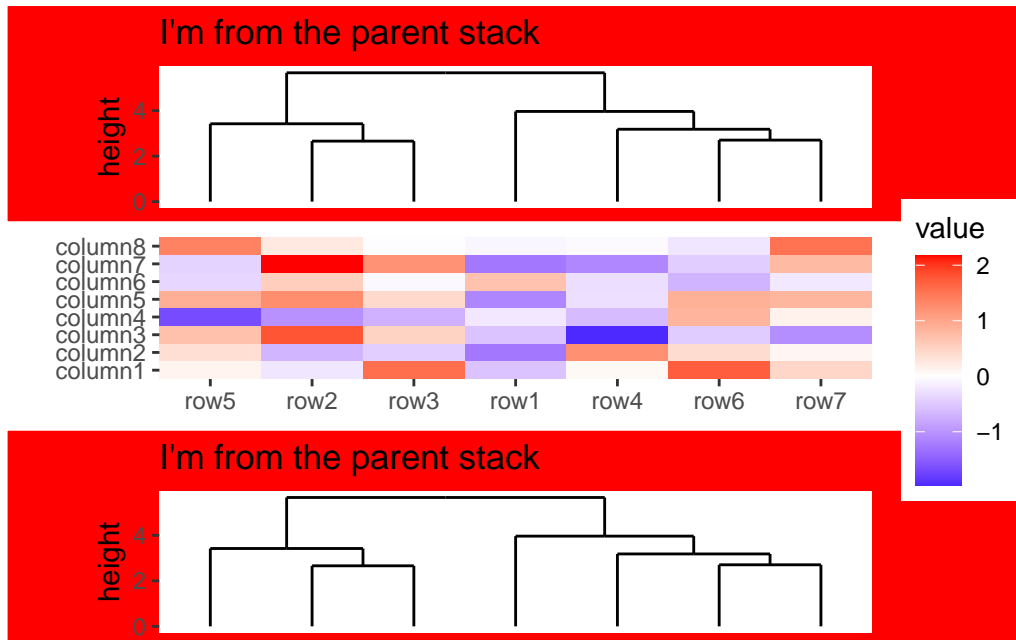 I'm from the parent stack
height
4
2
0
column8
column7
column6
column5
column4
column3
column2
column1
row5 row2 row3 row1 row4 row6 row7
value
2
1
0
−1
I'm from the parent stack
height
4
2
0